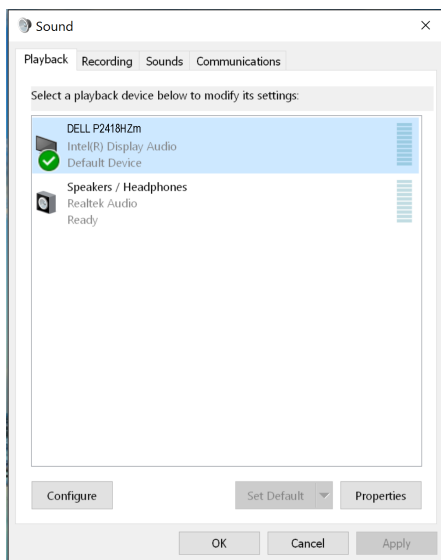 Sound
Playback Recording Sounds Communications
Select a playback device below to modify its settings:
DELL P2418HZm
Intel(R) Display Audio
Default Device
Speakers / Headphones
Realtek Audio
Ready
Configure Set Default Properties
OK Cancel Apply